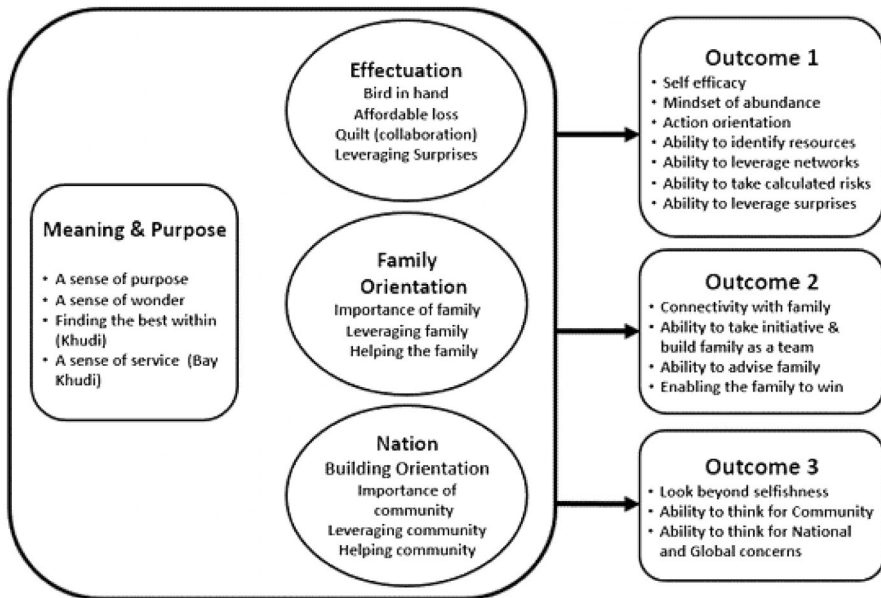 Meaning & Purpose
• A sense of purpose
• A sense of wonder
• Finding the best within
(Khudi)
• A sense of service (Bay
Khudi)
Effectuation
Bird in hand
Affordable loss
Quilt (collaboration)
Leveraging Surprises
Family
Orientation
Importance of family
Leveraging family
Helping the family
Nation
Building Orientation
Importance of
community
Leveraging community
Helping community
Outcome 1
• Self efficacy
• Mindset of abundance
• Action orientation
• Ability to identify resources
• Ability to leverage networks
• Ability to take calculated risks
• Ability to leverage surprises
Outcome 2
• Connectivity with family
• Ability to take initiative &
build family as a team
• Ability to advise family
• Enabling the family to win
Outcome 3
• Look beyond selfishness
• Ability to think for Community
• Ability to think for National
and Global concerns